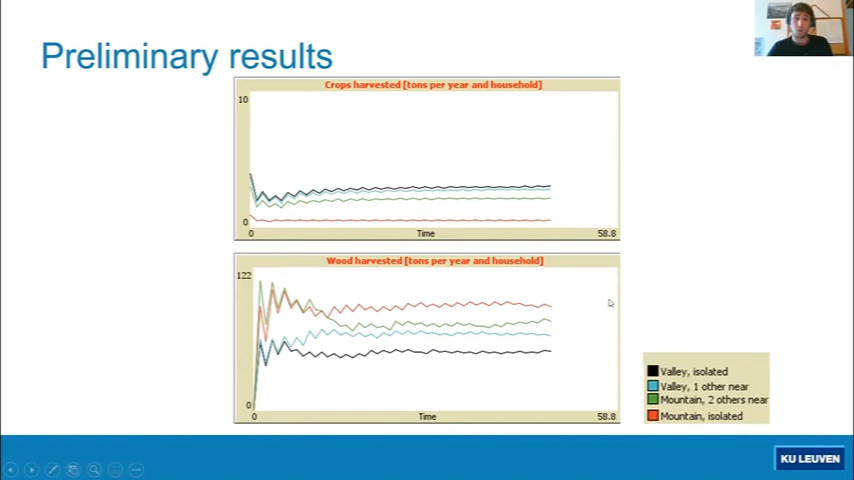 Preliminary results
Crops harvested [tons per year and household]
10
0
0
Time
58.8
Wood harvested [tons per year and household]
122
0
0
Time
58.8
Valley, isolated
Valley, 1 other near
Mountain, 2 others near
Mountain, isolated
KU LEUVEN